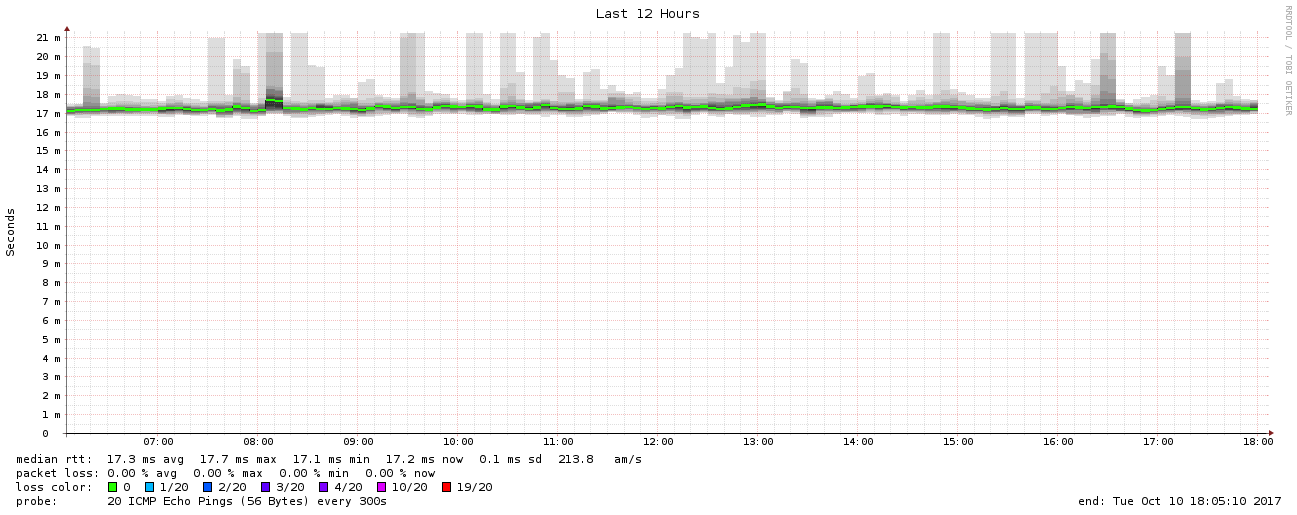 Last 12 Hours
RRDTOOL / TOBI OETIKER
Seconds
21 m
20 m
19 m
18 m
17 m
16 m
15 m
14 m
13 m
12 m
11 m
10 m
9 m
8 m
7 m
6 m
5 m
4 m
3 m
2 m
1 m
0
07:00 08:00 09:00 10:00 11:00 12:00 13:00 14:00 15:00 16:00 17:00 18:00
median rtt: 17.3 ms avg 17.7 ms max 17.1 ms min 17.2 ms now 0.1 ms sd 213.8 am/s
packet loss: 0.00 % avg 0.00 % max 0.00 % min 0.00 % now
loss color: 0 1/20 2/20 3/20 4/20 10/20 19/20
probe: 20 ICMP Echo Pings (56 Bytes) every 300s end: Tue Oct 10 18:05:10 2017